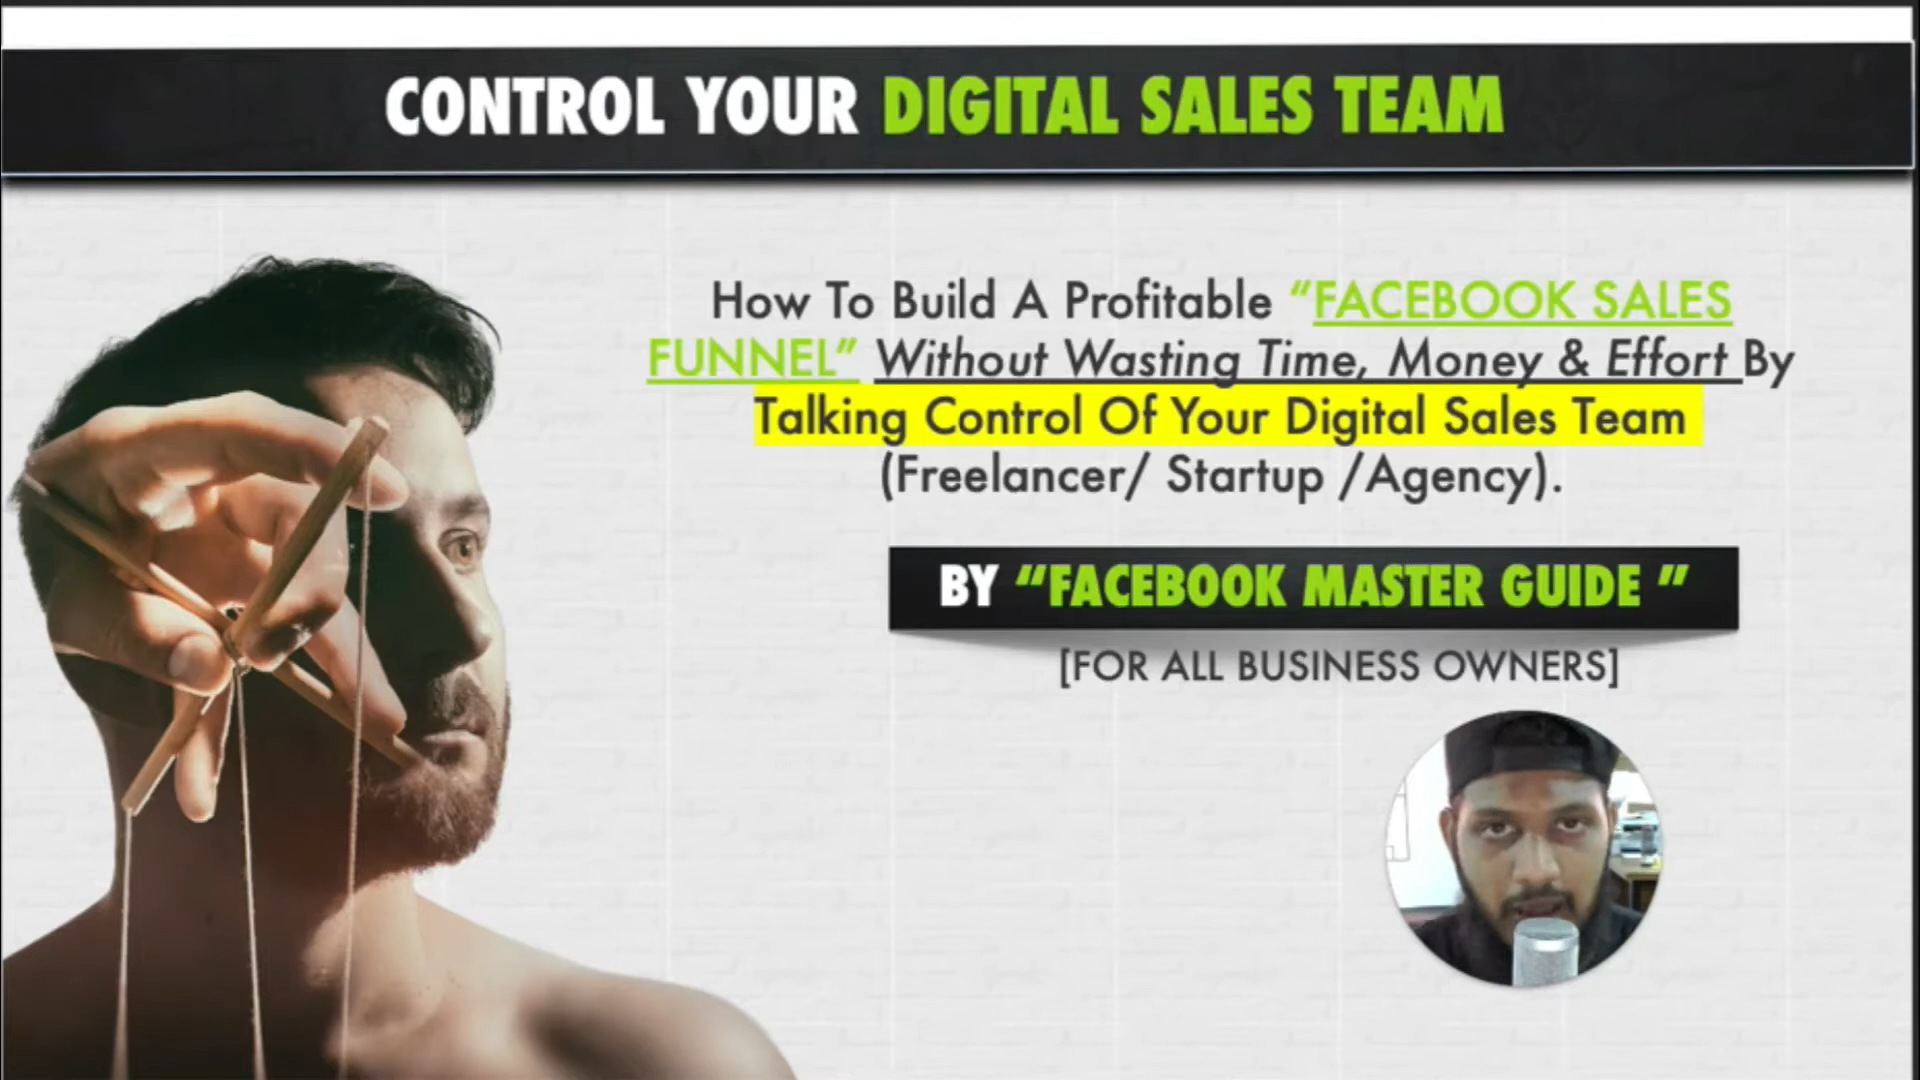 CONTROL YOUR DIGITAL SALES TEAM
How To Build A Profitable “FACEBOOK SALES
FUNNEL” Without Wasting Time, Money & Effort By
Talking Control Of Your Digital Sales Team
(Freelancer/ Startup /Agency).
BY “FACEBOOK MASTER GUIDE ”
[FOR ALL BUSINESS OWNERS]